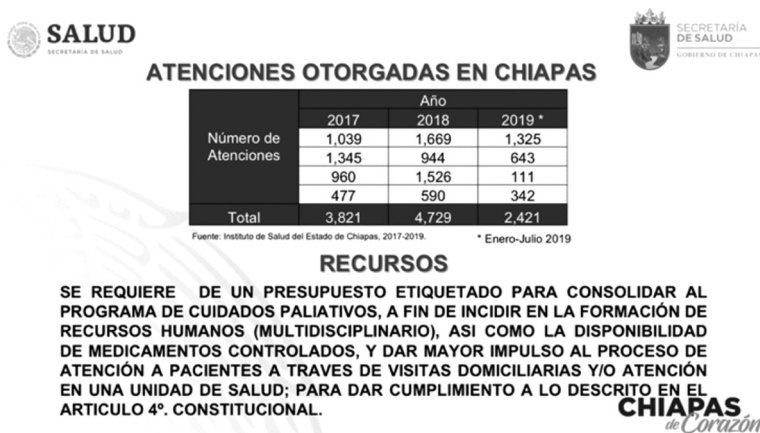 SALUD
SECRETARÍA DE SALUD
SECRETARÍA
DE SALUD
GOBIERNO DE CHIAPAS
ATENCIONES OTORGADAS EN CHIAPAS
Año
2017 2018 2019 *
Número de Atenciones
1,039 1,669 1,325
1,345 944 643
960 1,526 111
477 590 342
Total 3,821 4,729 2,421
Fuente: Instituto de Salud del Estado de Chiapas, 2017-2019.
* Enero-Julio 2019
RECURSOS
SE REQUIERE DE UN PRESUPUESTO ETIQUETADO PARA CONSOLIDAR AL
PROGRAMA DE CUIDADOS PALIATIVOS, A FIN DE INCIDIR EN LA FORMACIÓN DE
RECURSOS HUMANOS (MULTIDISCIPLINARIO), ASI COMO LA DISPONIBILIDAD
DE MEDICAMENTOS CONTROLADOS, Y DAR MAYOR IMPULSO AL PROCESO DE
ATENCIÓN A PACIENTES A TRAVES DE VISITAS DOMICILIARIAS Y/O ATENCIÓN
EN UNA UNIDAD DE SALUD; PARA DAR CUMPLIMIENTO A LO DESCRITO EN EL
ARTICULO 4º. CONSTITUCIONAL.
CHIAPAS
de Corazón